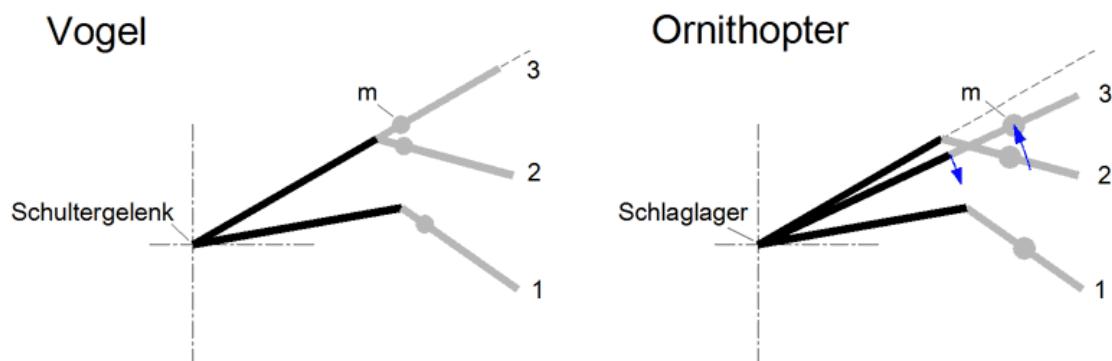 Vogel
3
m
2
Schultergelenk
1
Ornithopter
3
m
2
Schlaglager
1